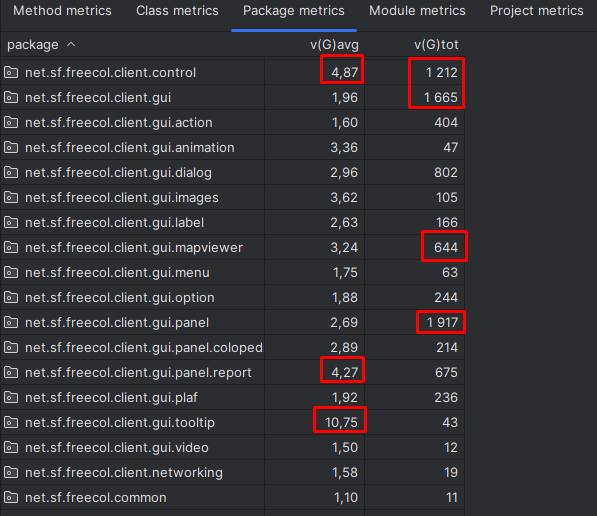 Method metrics Class metrics Package metrics Module metrics Project metrics
package v(G)avg v(G)tot
net.sf.freecol.client.control 4,87 1 212
net.sf.freecol.client.gui 1,96 1 665
net.sf.freecol.client.gui.action 1,60 404
net.sf.freecol.client.gui.animation 3,36 47
net.sf.freecol.client.gui.dialog 2,96 802
net.sf.freecol.client.gui.images 3,62 105
net.sf.freecol.client.gui.label 2,63 166
net.sf.freecol.client.gui.mapviewer 3,24 644
net.sf.freecol.client.gui.menu 1,75 63
net.sf.freecol.client.gui.option 1,88 244
net.sf.freecol.client.gui.panel 2,69 1 917
net.sf.freecol.client.gui.panel.coloped 2,89 214
net.sf.freecol.client.gui.panel.report 4,27 675
net.sf.freecol.client.gui.plaf 1,92 236
net.sf.freecol.client.gui.tooltip 10,75 43
net.sf.freecol.client.gui.video 1,50 12
net.sf.freecol.client.networking 1,58 19
net.sf.freecol.common 1,10 11